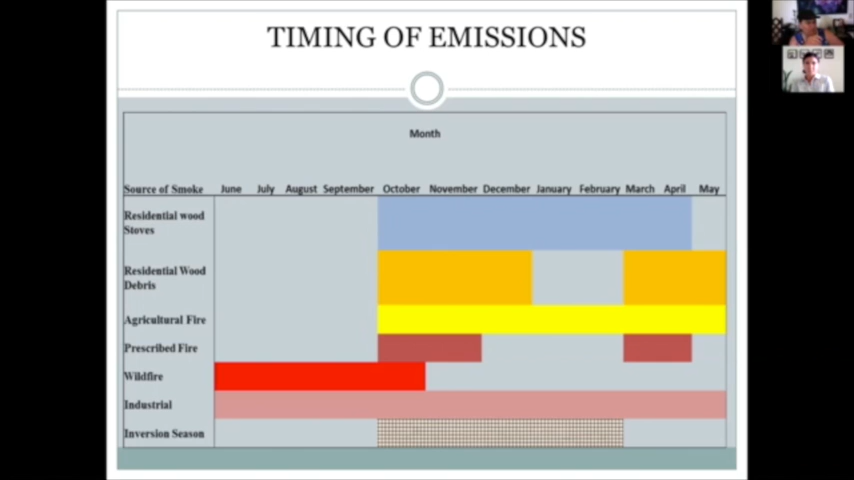 TIMING OF EMISSIONS
Month
Source of Smoke June July August September October November December January February March April May
Residential wood
Stoves
Residential Wood
Debris
Agricultural Fire
Prescribed Fire
Wildfire
Industrial
Inversion Season